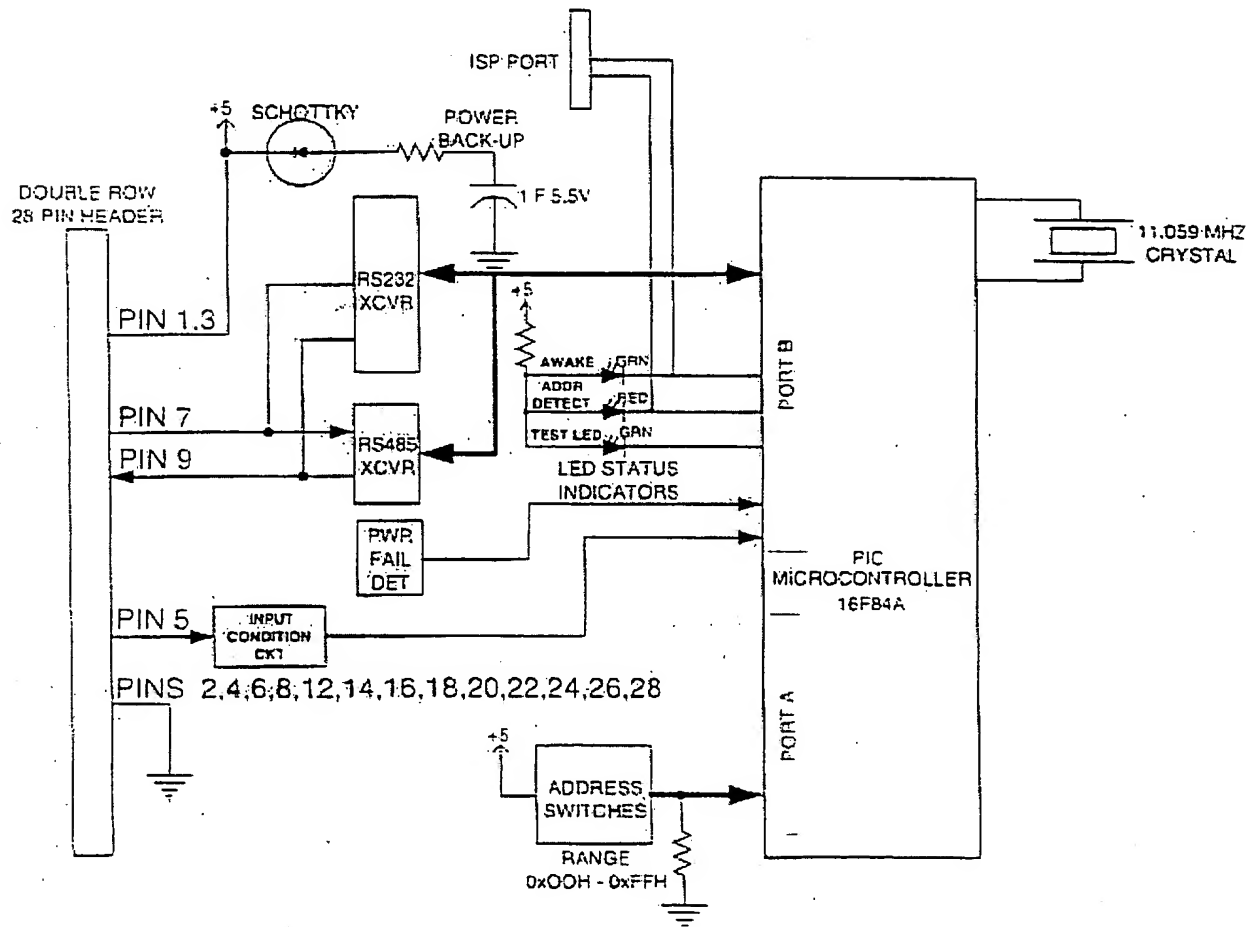 ISP PORT
+5
SCHOTTKY
POWER
BACK-UP
1 F 5.5V
DOUBLE ROW
28 PIN HEADER
11.059 MHZ
CRYSTAL
RS232
XCVR
+5
PIN 1.3
AWAKE
GRN
ADDR
DETECT
RED
TEST LED
GRN
PORT B
PIN 7
RS485
XCVR
PIN 9
LED STATUS
INDICATORS
PWR
FAIL
DET
PIC
MICROCONTROLLER
16F84A
PIN 5
INPUT
CONDITION
CKT
PINS 2,4,6,8,12,14,16,18,20,22,24,26,28
PORT A
+5
ADDRESS
SWITCHES
RANGE
0xOOH - 0xFFH